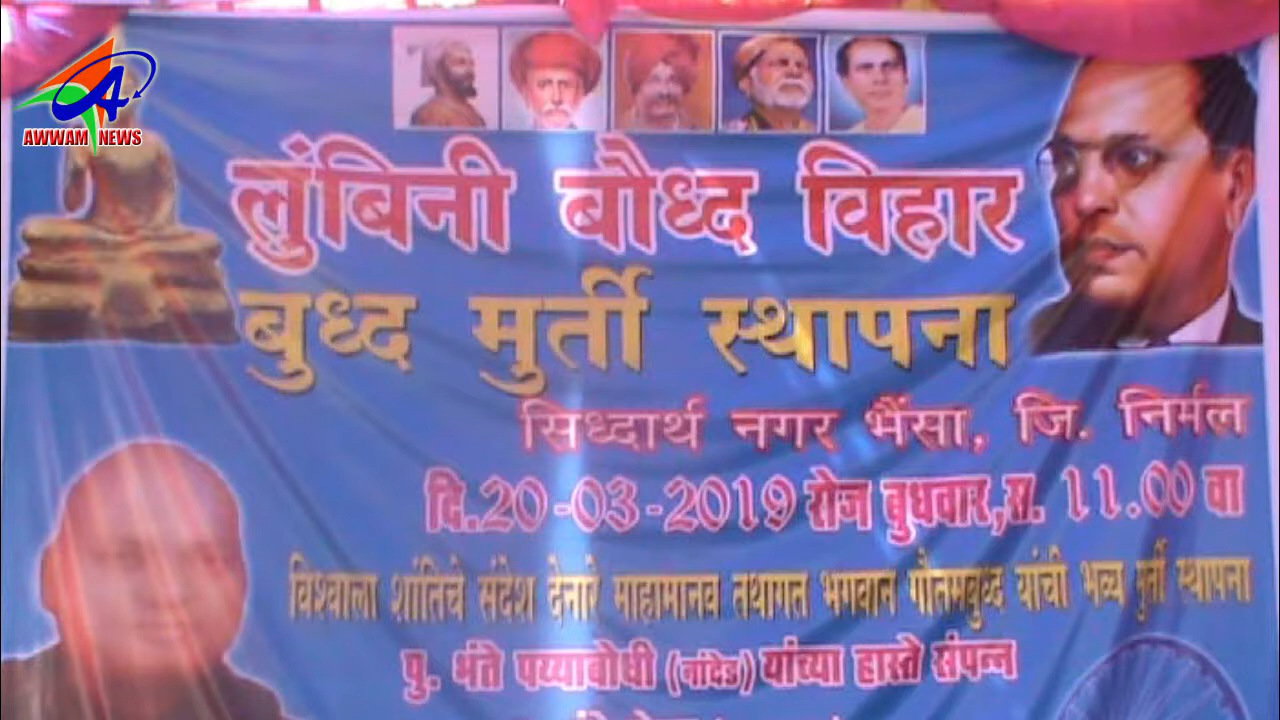 AWWAM NEWS
लुंबिनी बौध्द विहार
बुध्द मुर्ती स्थापना
सिध्दार्थ नगर भैंसा, जि. निर्मल
दि.20-03-2019 रोज बुधवार,स. 11.00 वा
विश्वाला शांतिचे संदेश देनारे माहामानव तथागत भगवान गौतमबुध्द यांची भव्य मुर्ती स्थापना
पु. भंते पय्याबोधी (नांदेड) यांच्या हास्ते संपन्न